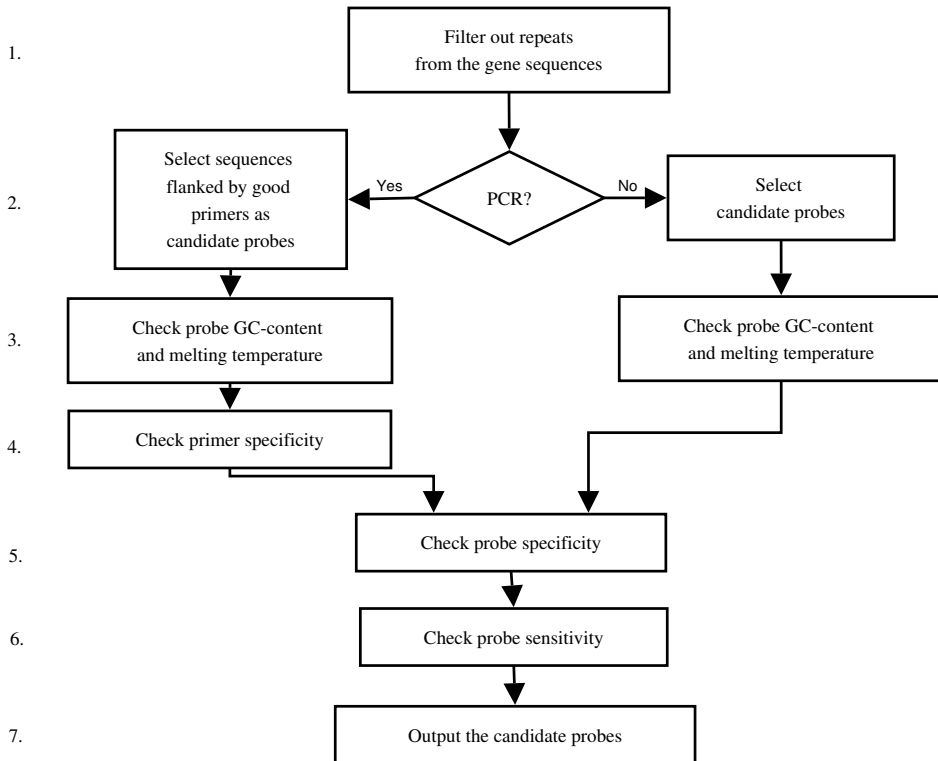 1.
Filter out repeats
from the gene sequences
2.
Select sequences
flanked by good
primers as
candidate probes
Yes
PCR?
No
Select
candidate probes
3.
Check probe GC-content
and melting temperature
Check probe GC-content
and melting temperature
4.
Check primer specificity
5.
Check probe specificity
6.
Check probe sensitivity
7.
Output the candidate probes